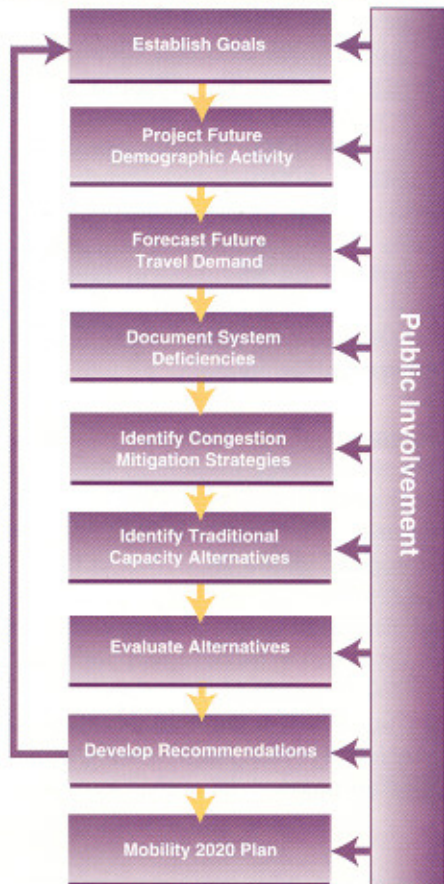 Establish Goals
Project Future
Demographic Activity
Forecast Future
Travel Demand
Document System
Deficiencies
Identify Congestion
Mitigation Strategies
Identify Traditional
Capacity Alternatives
Evaluate Alternatives
Develop Recommendations
Mobility 2020 Plan
Public Involvement